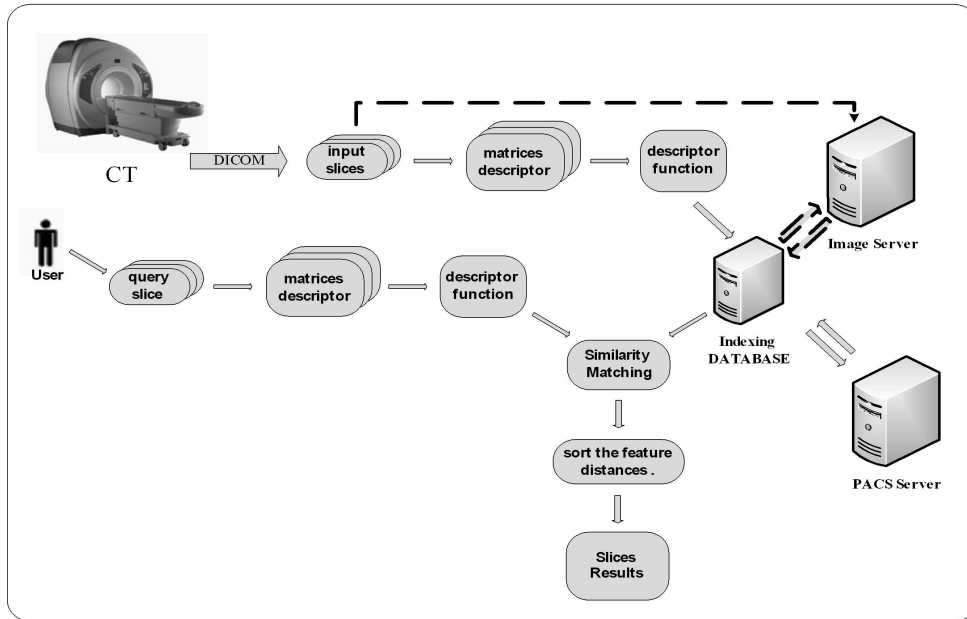 CT
DICOM
input
slices
matrices
descriptor
descriptor
function
Image Server
User
query
slice
matrices
descriptor
descriptor
function
Indexing
DATABASE
Similarity
Matching
PACS Server
sort the feature
distances .
Slices
Results